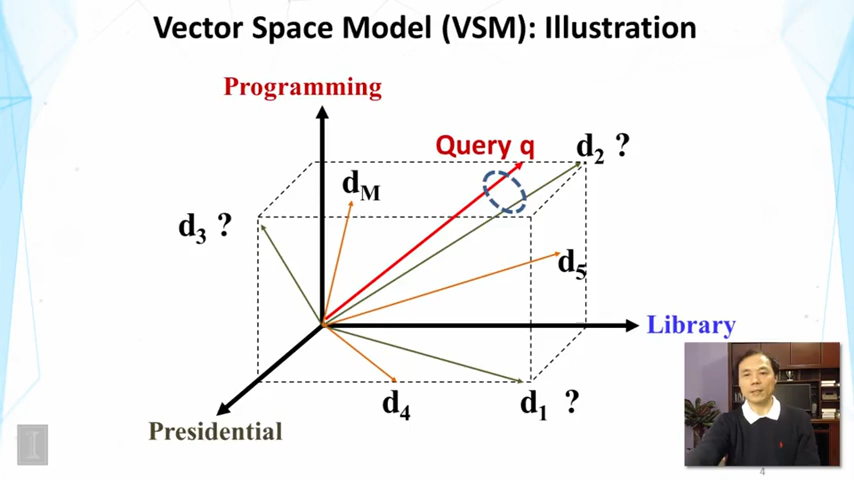 Vector Space Model (VSM): Illustration
Programming
Query q
d2 ?
dM
d3 ?
d5
Library
d4
d1 ?
Presidential
4